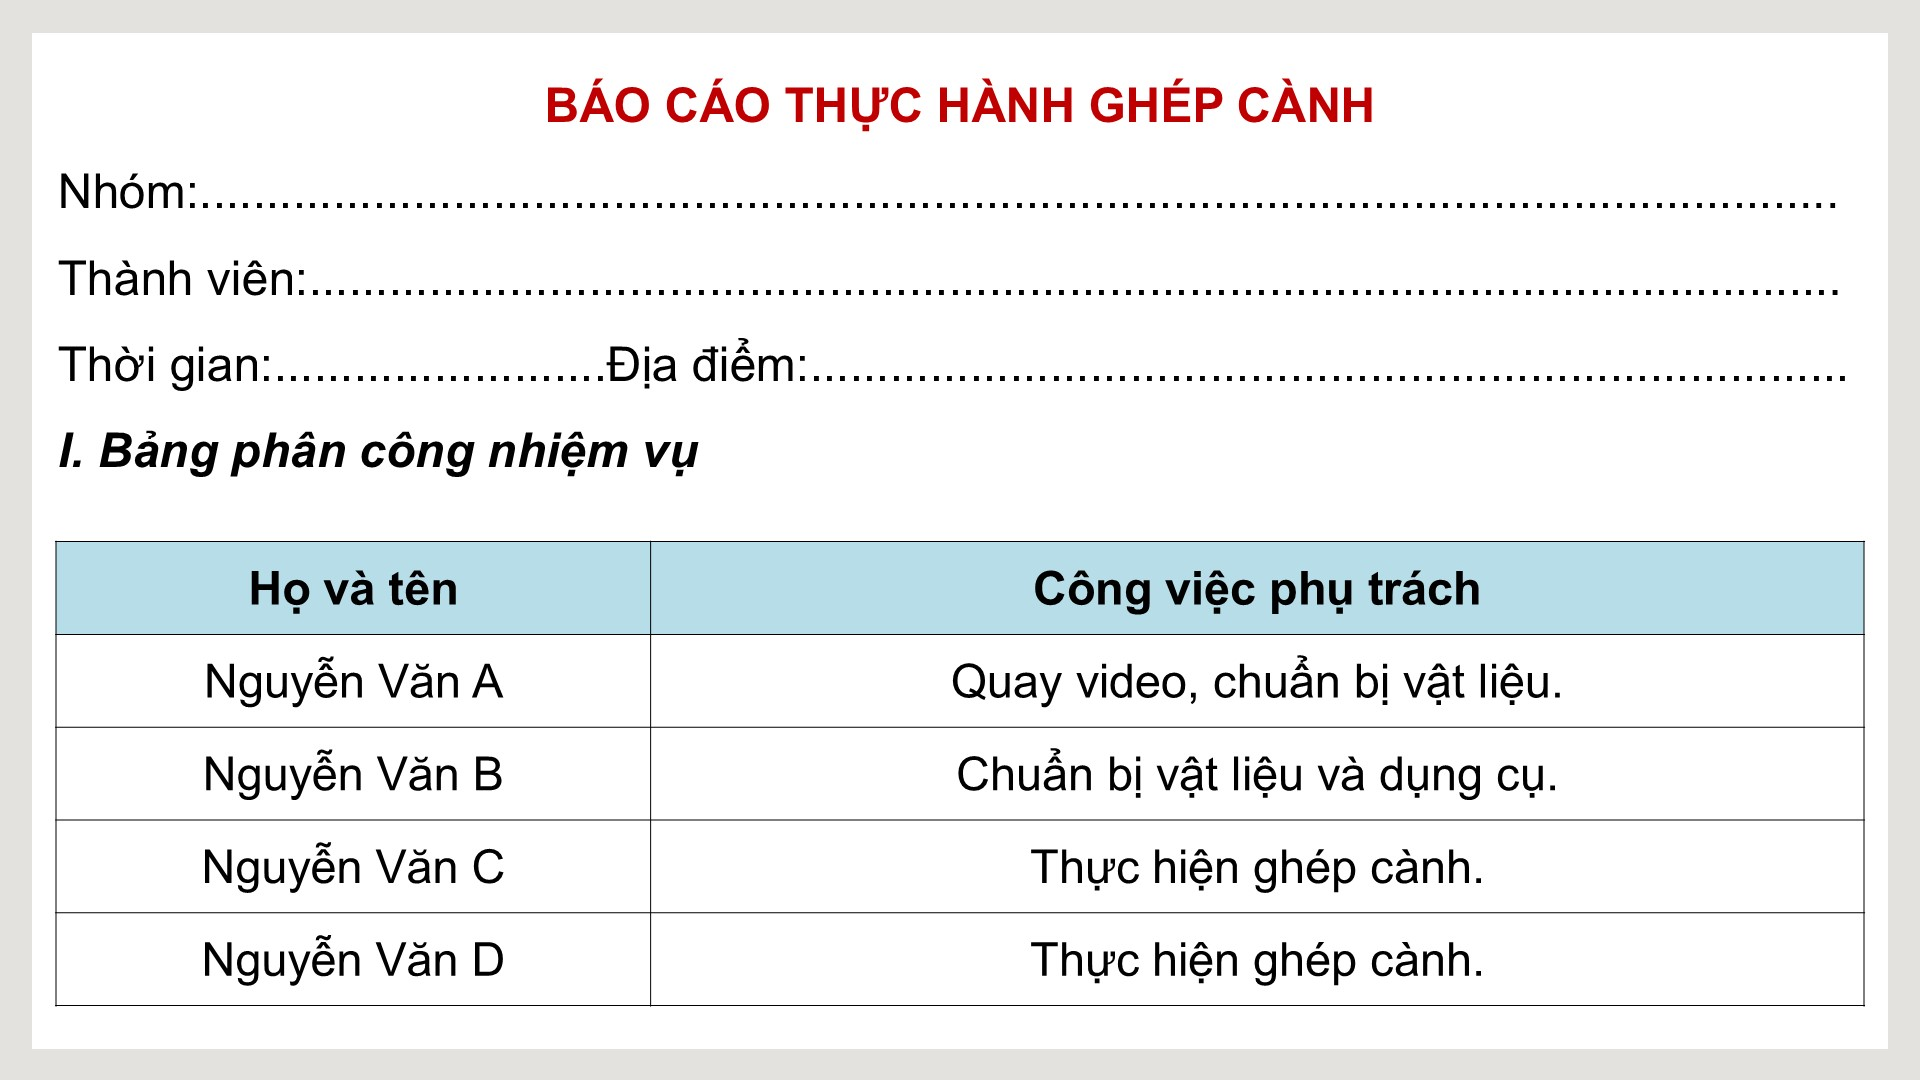 BÁO CÁO THỰC HÀNH GHÉP CÀNH
Nhóm:...........................................................................................................................
Thành viên:...................................................................................................................
Thời gian:.........................Địa điểm:..............................................................................
I. Bảng phân công nhiệm vụ
Họ và tên Công việc phụ trách
Nguyễn Văn A Quay video, chuẩn bị vật liệu.
Nguyễn Văn B Chuẩn bị vật liệu và dụng cụ.
Nguyễn Văn C Thực hiện ghép cành.
Nguyễn Văn D Thực hiện ghép cành.